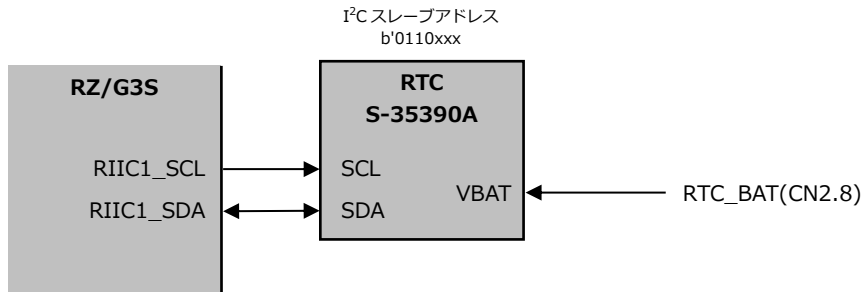 I²C スレーブアドレス
b'0110xxx
RZ/G3S
RTC
S-35390A
RIIC1_SCL
SCL
RIIC1_SDA
SDA
VBAT
RTC_BAT(CN2.8)